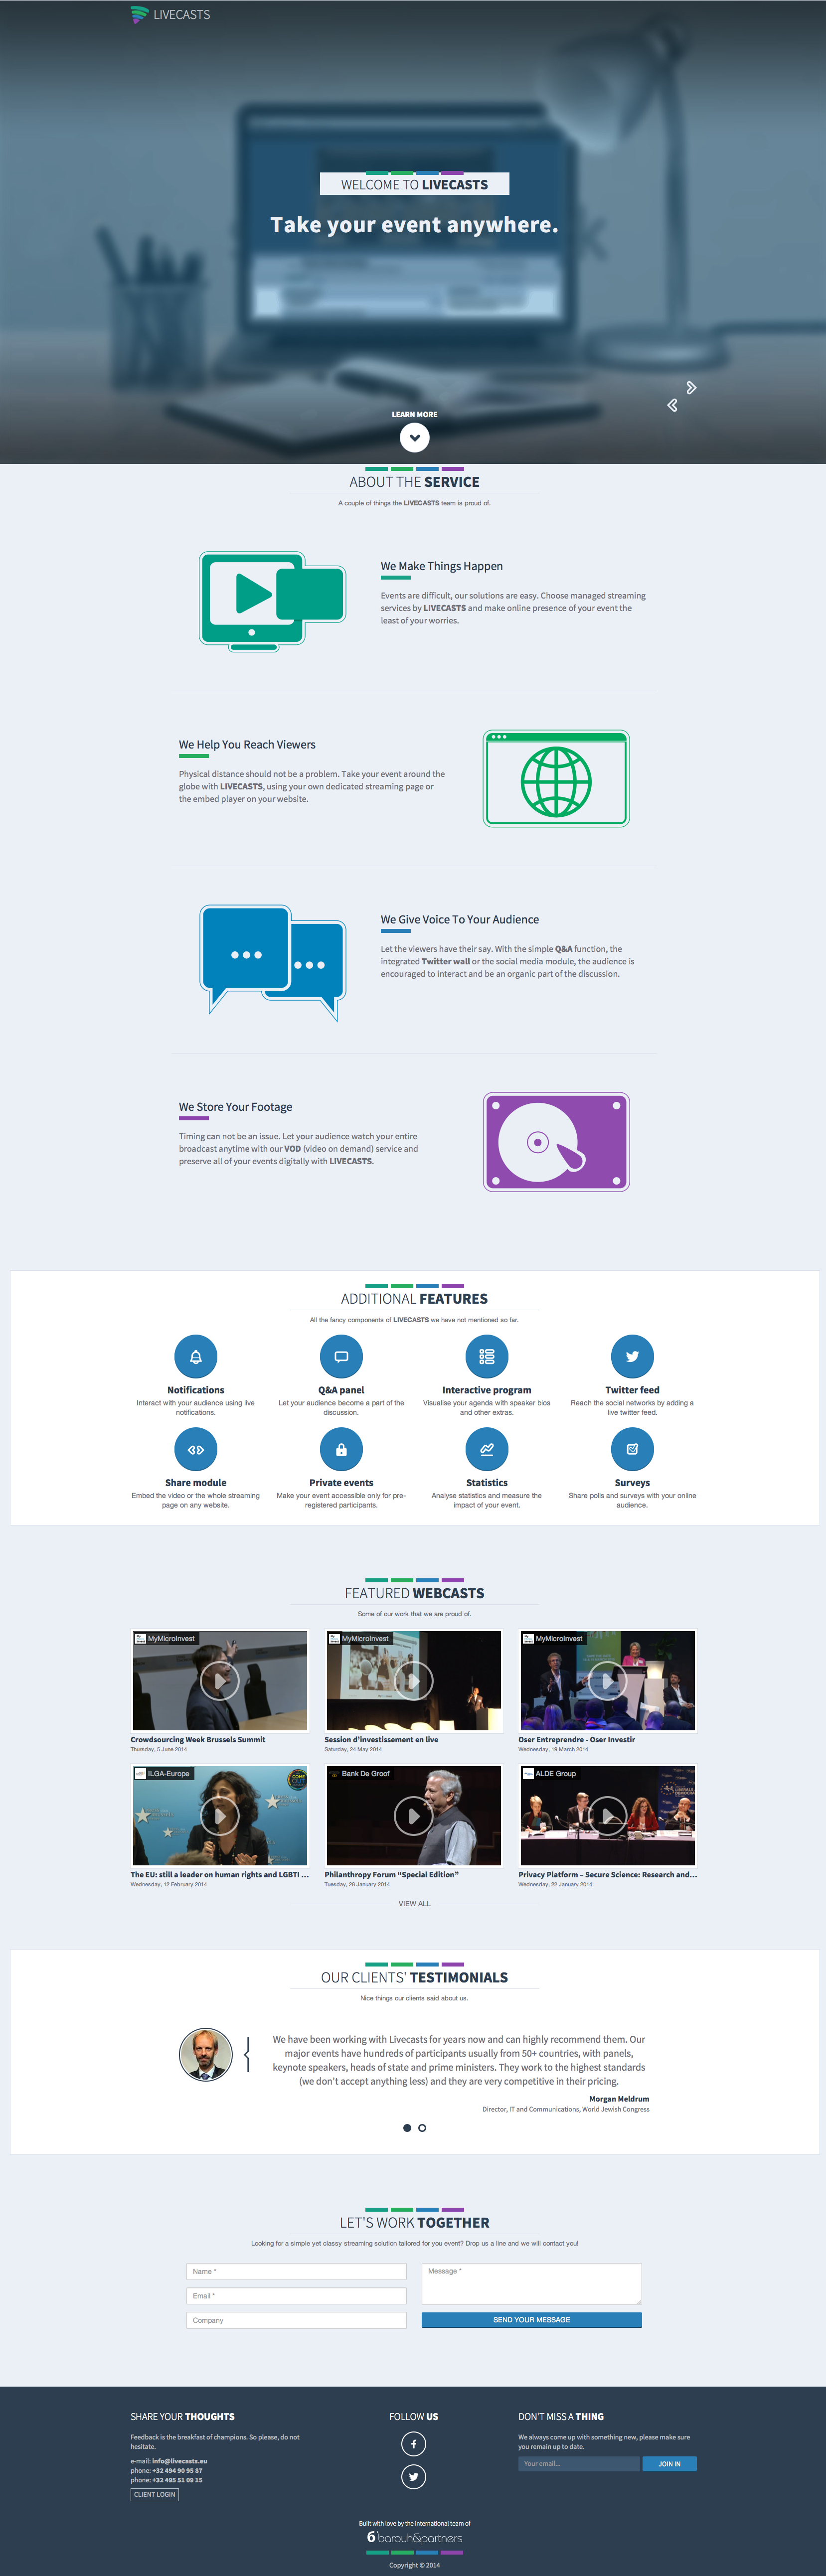 LIVECASTS
WELCOME TO LIVECASTS
Take your event anywhere.
LEARN MORE
ABOUT THE SERVICE
A couple of things the LIVECASTS team is proud of.
We Make Things Happen
Events are difficult, our solutions are easy. Choose managed streaming
services by LIVECASTS and make online presence of your event the
least of your worries.
We Help You Reach Viewers
Physical distance should not be a problem. Take your event around the
globe with LIVECASTS, using your own dedicated streaming page or
the embed player on your website.
We Give Voice To Your Audience
Let the viewers have their say. With the simple Q&A function, the
integrated Twitter wall or the social media module, the audience is
encouraged to interact and be an organic part of the discussion.
We Store Your Footage
Timing can not be an issue. Let your audience watch your entire
broadcast anytime with our VOD (video on demand) service and
preserve all of your events digitally with LIVECASTS.
ADDITIONAL FEATURES
All the fancy components of LIVECASTS we have not mentioned so far.
Notifications
Interact with your audience using live
notifications.
Q&A panel
Let your audience become a part of the
discussion.
Interactive program
Visualise your agenda with speaker bios
and other extras.
Twitter feed
Reach the social networks by adding a
live twitter feed.
Share module
Embed the video or the whole streaming
page on any website.
Private events
Make your event accessible only for pre-
registered participants.
Statistics
Analyse statistics and measure the
impact of your event.
Surveys
Share polls and surveys with your online
audience.
FEATURED WEBCASTS
Some of our work that we are proud of.
MyMicroInvest
Crowdsourcing Week Brussels Summit
Thursday, 5 June 2014
MyMicroInvest
Session d'investissement en live
Saturday, 24 May 2014
MyMicroInvest
Oser Entreprendre - Oser Investir
Wednesday, 19 March 2014
ILGA-Europe
The EU: still a leader on human rights and LGBTI ...
Wednesday, 12 February 2014
Bank De Groof
Philanthropy Forum “Special Edition”
Tuesday, 28 January 2014
ALDE Group
Privacy Platform – Secure Science: Research and...
Wednesday, 22 January 2014
VIEW ALL
OUR CLIENTS' TESTIMONIALS
Nice things our clients said about us.
We have been working with Livecasts for years now and can highly recommend them. Our
major events have hundreds of participants usually from 50+ countries, with panels,
keynote speakers, heads of state and prime ministers. They work to the highest standards
(we don't accept anything less) and they are very competitive in their pricing.
Morgan Meldrum
Director, IT and Communications, World Jewish Congress
LET'S WORK TOGETHER
Looking for a simple yet classy streaming solution tailored for you event? Drop us a line and we will contact you!
Name *
Email *
Company
Message *
SEND YOUR MESSAGE
SHARE YOUR THOUGHTS
Feedback is the breakfast of champions. So please, do not
hesitate.
e-mail: info@livecasts.eu
phone: +32 494 90 95 87
phone: +32 495 51 09 15
CLIENT LOGIN
FOLLOW US
DON'T MISS A THING
We always come up with something new, please make sure
you remain up to date.
Your email...
JOIN IN
Built with love by the international team of
barouh&partners
Copyright © 2014